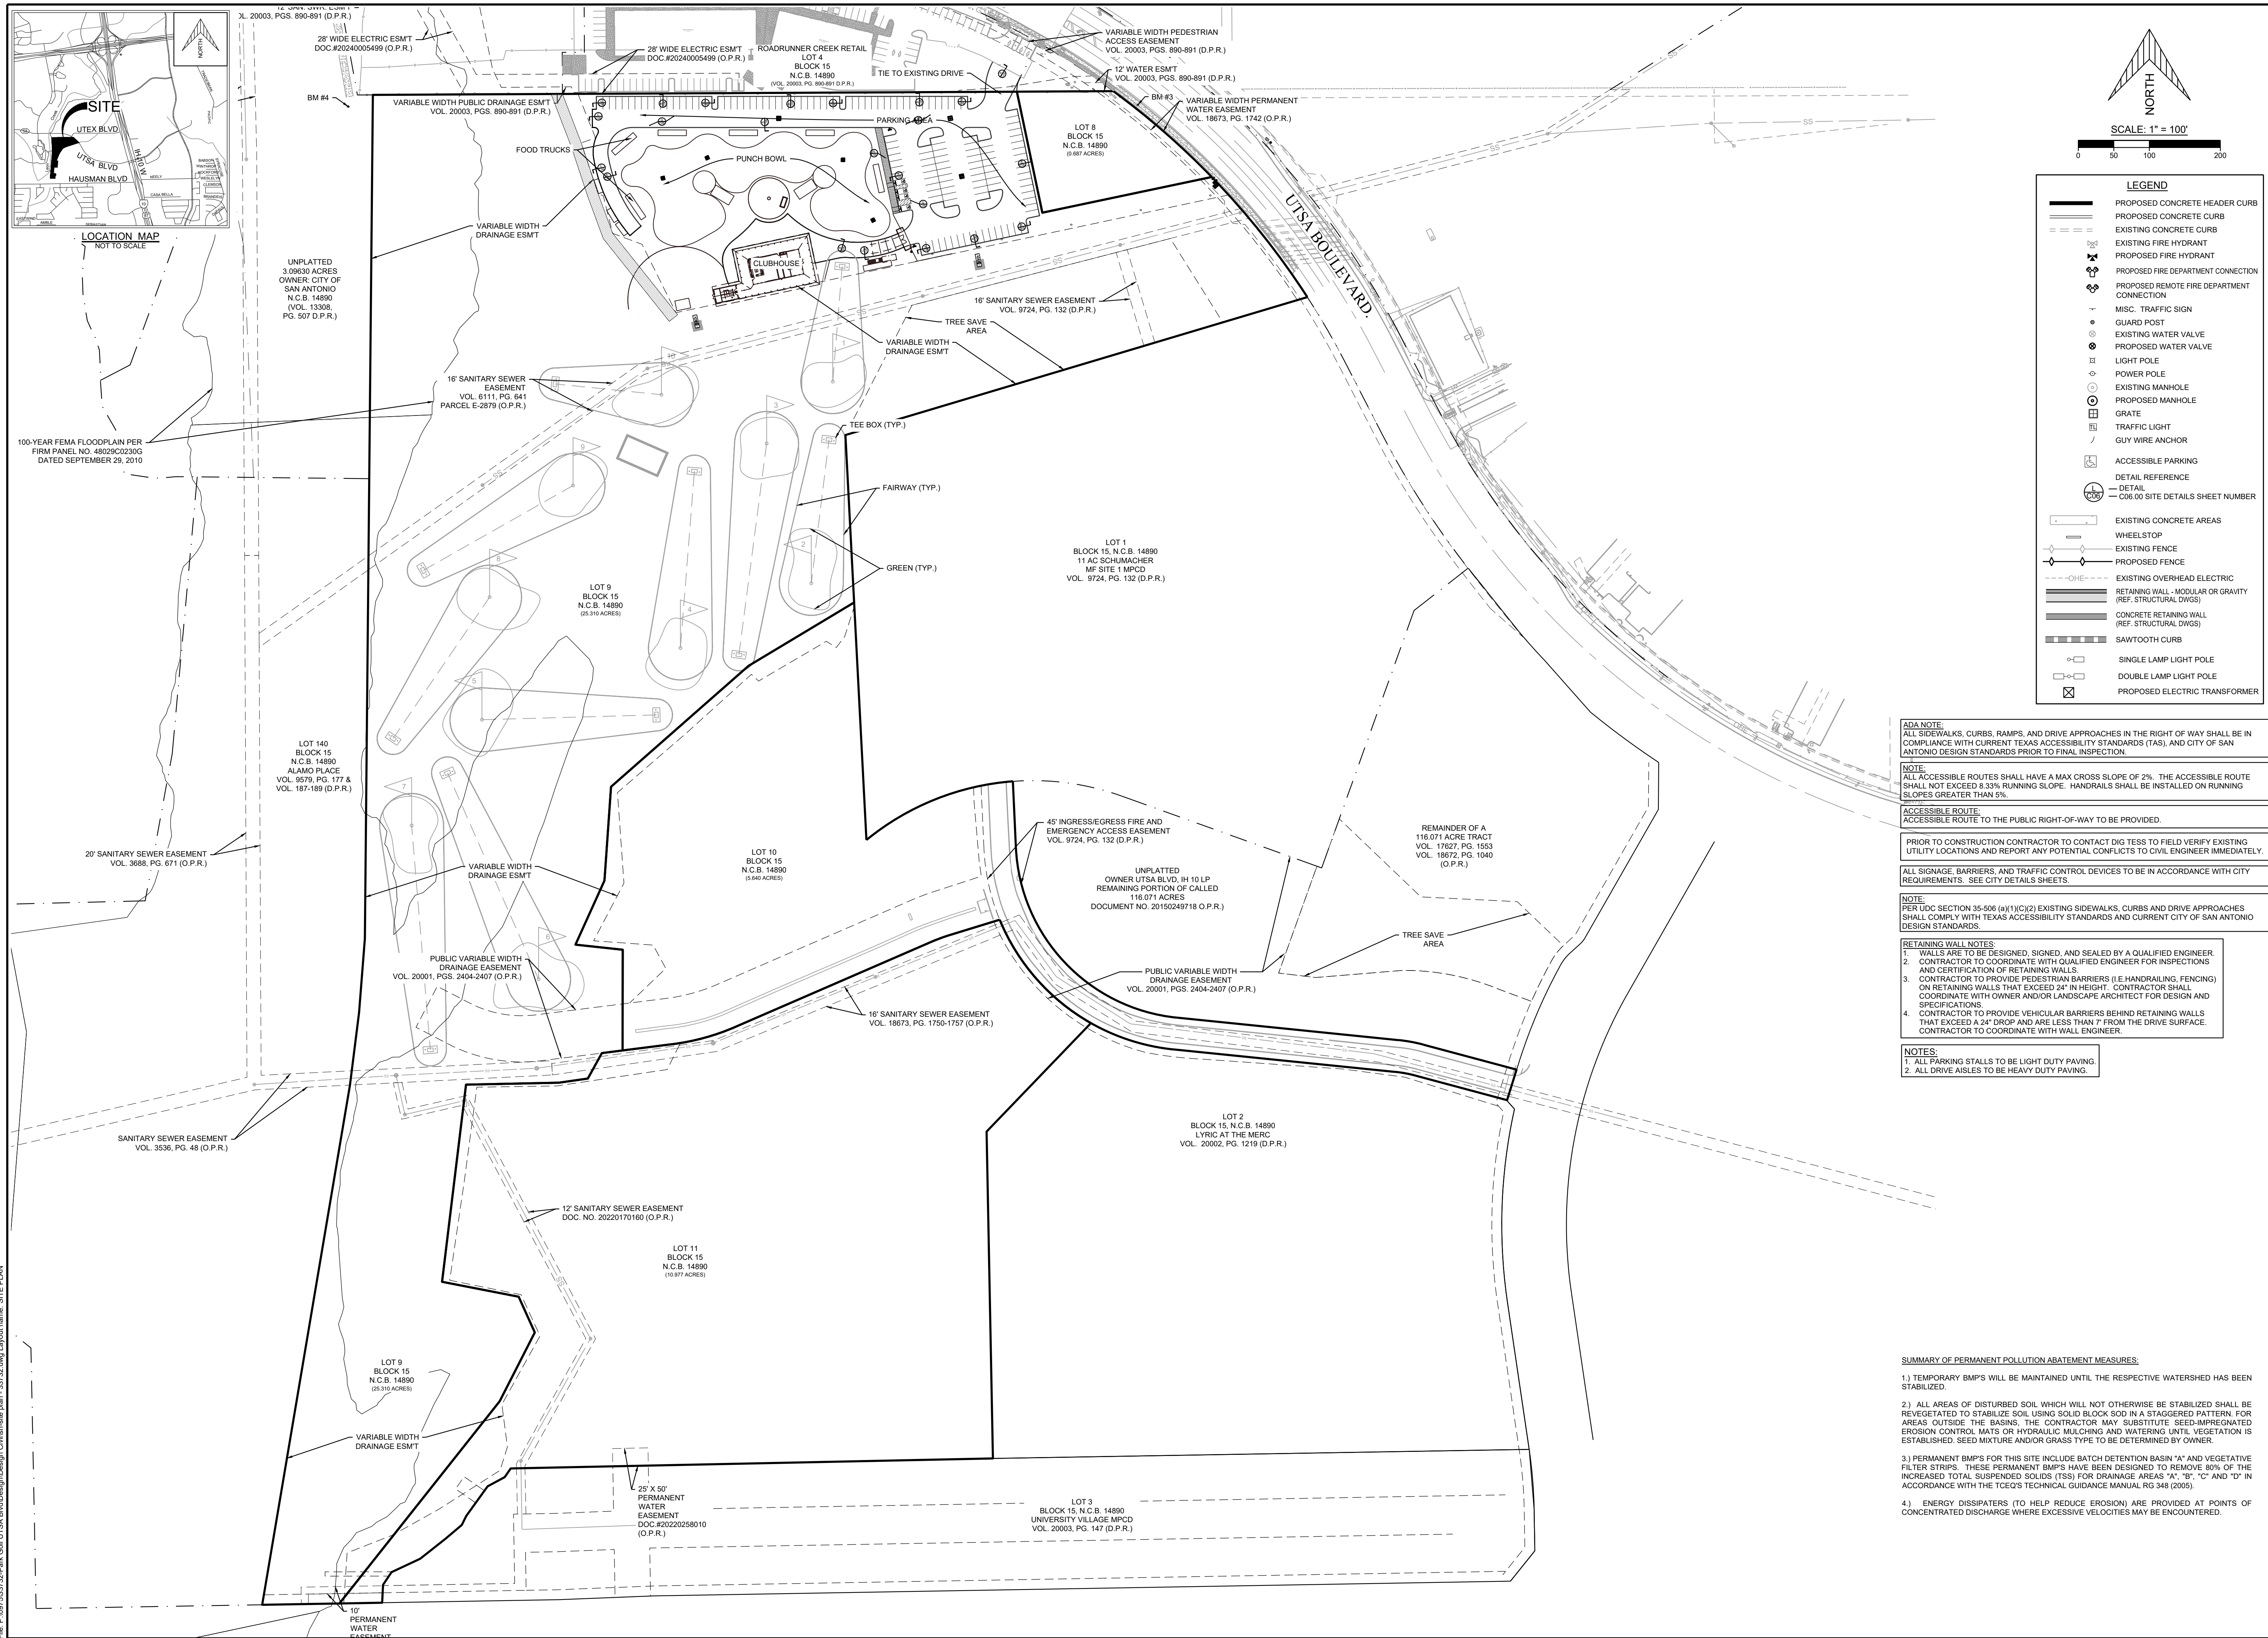 VOL. 20003, PGS. 890-891 (D.P.R.)
28' WIDE ELECTRIC ESM'T
DOC.#20240005499 (O.P.R.)
28' WIDE ELECTRIC ESM'T
DOC.#20240005499 (O.P.R.)
ROADRUNNER CREEK RETAIL
LOT 4
BLOCK 15
N.C.B. 14890
(VOL. 20003, PG. 890-891 D.P.R.)
VARIABLE WIDTH PEDESTRIAN
ACCESS EASEMENT
VOL. 20003, PGS. 890-891 (D.P.R.)
TIE TO EXISTING DRIVE
12' WATER ESM'T
VOL. 20003, PGS. 890-891 (D.P.R.)
BM #4
VARIABLE WIDTH PUBLIC DRAINAGE ESM'T
VOL. 20003, PGS. 890-891 (D.P.R.)
BM #3
VARIABLE WIDTH PERMANENT
WATER EASEMENT
VOL. 18673, PG. 1742 (O.P.R.)
NORTH
SITE
UTEX BLVD
UTSA BLVD
IH 10 W
HAUSMAN BLVD
NEELY
CASA BELLA
BABSON
CLEMSON
LOCATION MAP
NOT TO SCALE
PARKING AREA
LOT 8
BLOCK 15
N.C.B. 14890
(0.687 ACRES)
FOOD TRUCKS
PUNCH BOWL
CLUBHOUSE
UTSA BOULEVARD.
VARIABLE WIDTH
DRAINAGE ESM'T
UNPLATTED
3.09630 ACRES
OWNER: CITY OF
SAN ANTONIO
N.C.B. 14890
(VOL. 13308,
PG. 507 D.P.R.)
16' SANITARY SEWER EASEMENT
VOL. 9724, PG. 132 (D.P.R.)
TREE SAVE
AREA
VARIABLE WIDTH
DRAINAGE ESM'T
16' SANITARY SEWER
EASEMENT
VOL. 6111, PG. 641
PARCEL E-2879 (O.P.R.)
100-YEAR FEMA FLOODPLAIN PER
FIRM PANEL NO. 48029C0230G
DATED SEPTEMBER 29, 2010
TEE BOX (TYP.)
FAIRWAY (TYP.)
GREEN (TYP.)
1
2
3
4
5
6
7
8
9
10
SS
SS
SS
SS
SS
SS
LOT 9
BLOCK 15
N.C.B. 14890
(25.310 ACRES)
LOT 1
BLOCK 15, N.C.B. 14890
11 AC SCHUMACHER
MF SITE 1 MPCD
VOL. 9724, PG. 132 (D.P.R.)
LOT 140
BLOCK 15
N.C.B. 14890
ALAMO PLACE
VOL. 9579, PG. 177 &
VOL. 187-189 (D.P.R.)
20' SANITARY SEWER EASEMENT
VOL. 3688, PG. 671 (O.P.R.)
VARIABLE WIDTH
DRAINAGE ESM'T
LOT 10
BLOCK 15
N.C.B. 14890
(5.640 ACRES)
45' INGRESS/EGRESS FIRE AND
EMERGENCY ACCESS EASEMENT
VOL. 9724, PG. 132 (D.P.R.)
UNPLATTED
OWNER UTSA BLVD, IH 10 LP
REMAINING PORTION OF CALLED
116.071 ACRES
DOCUMENT NO. 20150249718 O.P.R.)
REMAINDER OF A
116.071 ACRE TRACT
VOL. 17627, PG. 1553
VOL. 18672, PG. 1040
(O.P.R.)
TREE SAVE
AREA
PUBLIC VARIABLE WIDTH
DRAINAGE EASEMENT
VOL. 20001, PGS. 2404-2407 (O.P.R.)
PUBLIC VARIABLE WIDTH
DRAINAGE EASEMENT
VOL. 20001, PGS. 2404-2407 (O.P.R.)
16' SANITARY SEWER EASEMENT
VOL. 18673, PG. 1750-1757 (O.P.R.)
SANITARY SEWER EASEMENT
VOL. 3536, PG. 48 (O.P.R.)
LOT 2
BLOCK 15, N.C.B. 14890
LYRIC AT THE MERC
VOL. 20002, PG. 1219 (D.P.R.)
12' SANITARY SEWER EASEMENT
DOC. NO. 20220170160 (O.P.R.)
LOT 11
BLOCK 15
N.C.B. 14890
(10.977 ACRES)
LOT 9
BLOCK 15
N.C.B. 14890
(25.310 ACRES)
VARIABLE WIDTH
DRAINAGE ESM'T
25' X 50'
PERMANENT
WATER
EASEMENT
DOC.#20220258010
(O.P.R.)
LOT 3
BLOCK 15, N.C.B. 14890
UNIVERSITY VILLAGE MPCD
VOL. 20003, PG. 147 (D.P.R.)
10'
PERMANENT
WATER
EASEMENT
NORTH
SCALE: 1" = 100'
0 50 100 200
LEGEND
PROPOSED CONCRETE HEADER CURB
PROPOSED CONCRETE CURB
EXISTING CONCRETE CURB
EXISTING FIRE HYDRANT
PROPOSED FIRE HYDRANT
PROPOSED FIRE DEPARTMENT CONNECTION
PROPOSED REMOTE FIRE DEPARTMENT
CONNECTION
MISC. TRAFFIC SIGN
GUARD POST
EXISTING WATER VALVE
PROPOSED WATER VALVE
LIGHT POLE
POWER POLE
EXISTING MANHOLE
PROPOSED MANHOLE
GRATE
TL TRAFFIC LIGHT
GUY WIRE ANCHOR
ACCESSIBLE PARKING
DETAIL REFERENCE
L DETAIL
C06 C06.00 SITE DETAILS SHEET NUMBER
EXISTING CONCRETE AREAS
WHEELSTOP
EXISTING FENCE
PROPOSED FENCE
OHE EXISTING OVERHEAD ELECTRIC
RETAINING WALL - MODULAR OR GRAVITY
(REF. STRUCTURAL DWGS)
CONCRETE RETAINING WALL
(REF. STRUCTURAL DWGS)
SAWTOOTH CURB
SINGLE LAMP LIGHT POLE
DOUBLE LAMP LIGHT POLE
PROPOSED ELECTRIC TRANSFORMER
ADA NOTE:
ALL SIDEWALKS, CURBS, RAMPS, AND DRIVE APPROACHES IN THE RIGHT OF WAY SHALL BE IN
COMPLIANCE WITH CURRENT TEXAS ACCESSIBILITY STANDARDS (TAS), AND CITY OF SAN
ANTONIO DESIGN STANDARDS PRIOR TO FINAL INSPECTION.
NOTE:
ALL ACCESSIBLE ROUTES SHALL HAVE A MAX CROSS SLOPE OF 2%. THE ACCESSIBLE ROUTE
SHALL NOT EXCEED 8.33% RUNNING SLOPE. HANDRAILS SHALL BE INSTALLED ON RUNNING
SLOPES GREATER THAN 5%.
ACCESSIBLE ROUTE:
ACCESSIBLE ROUTE TO THE PUBLIC RIGHT-OF-WAY TO BE PROVIDED.
PRIOR TO CONSTRUCTION CONTRACTOR TO CONTACT DIG TESS TO FIELD VERIFY EXISTING
UTILITY LOCATIONS AND REPORT ANY POTENTIAL CONFLICTS TO CIVIL ENGINEER IMMEDIATELY.
ALL SIGNAGE, BARRIERS, AND TRAFFIC CONTROL DEVICES TO BE IN ACCORDANCE WITH CITY
REQUIREMENTS. SEE CITY DETAILS SHEETS.
NOTE:
PER UDC SECTION 35-506 (a)(1)(C)(2) EXISTING SIDEWALKS, CURBS AND DRIVE APPROACHES
SHALL COMPLY WITH TEXAS ACCESSIBILITY STANDARDS AND CURRENT CITY OF SAN ANTONIO
DESIGN STANDARDS.
RETAINING WALL NOTES:
1. WALLS ARE TO BE DESIGNED, SIGNED, AND SEALED BY A QUALIFIED ENGINEER.
2. CONTRACTOR TO COORDINATE WITH QUALIFIED ENGINEER FOR INSPECTIONS
AND CERTIFICATION OF RETAINING WALLS.
3. CONTRACTOR TO PROVIDE PEDESTRIAN BARRIERS (I.E.HANDRAILING, FENCING)
ON RETAINING WALLS THAT EXCEED 24" IN HEIGHT. CONTRACTOR SHALL
COORDINATE WITH OWNER AND/OR LANDSCAPE ARCHITECT FOR DESIGN AND
SPECIFICATIONS.
4. CONTRACTOR TO PROVIDE VEHICULAR BARRIERS BEHIND RETAINING WALLS
THAT EXCEED A 24" DROP AND ARE LESS THAN 7' FROM THE DRIVE SURFACE.
CONTRACTOR TO COORDINATE WITH WALL ENGINEER.
NOTES:
1. ALL PARKING STALLS TO BE LIGHT DUTY PAVING.
2. ALL DRIVE AISLES TO BE HEAVY DUTY PAVING.
SUMMARY OF PERMANENT POLLUTION ABATEMENT MEASURES:
1.) TEMPORARY BMP'S WILL BE MAINTAINED UNTIL THE RESPECTIVE WATERSHED HAS BEEN
STABILIZED.
2.) ALL AREAS OF DISTURBED SOIL WHICH WILL NOT OTHERWISE BE STABILIZED SHALL BE
REVEGETATED TO STABILIZE SOIL USING SOLID BLOCK SOD IN A STAGGERED PATTERN. FOR
AREAS OUTSIDE THE BASINS, THE CONTRACTOR MAY SUBSTITUTE SEED-IMPREGNATED
EROSION CONTROL MATS OR HYDRAULIC MULCHING AND WATERING UNTIL VEGETATION IS
ESTABLISHED. SEED MIXTURE AND/OR GRASS TYPE TO BE DETERMINED BY OWNER.
3.) PERMANENT BMP'S FOR THIS SITE INCLUDE BATCH DETENTION BASIN "A" AND VEGETATIVE
FILTER STRIPS. THESE PERMANENT BMP'S HAVE BEEN DESIGNED TO REMOVE 80% OF THE
INCREASED TOTAL SUSPENDED SOLIDS (TSS) FOR DRAINAGE AREAS "A", "B", "C" AND "D" IN
ACCORDANCE WITH THE TCEQ'S TECHNICAL GUIDANCE MANUAL RG 348 (2005).
4.) ENERGY DISSIPATERS (TO HELP REDUCE EROSION) ARE PROVIDED AT POINTS OF
CONCENTRATED DISCHARGE WHERE EXCESSIVE VELOCITIES MAY BE ENCOUNTERED.